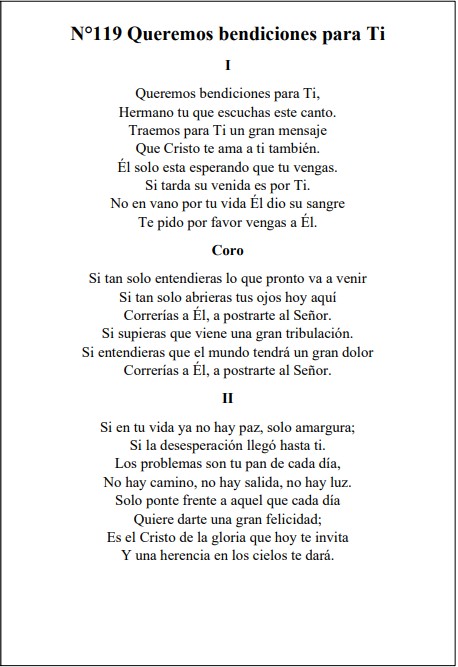 N°119 Queremos bendiciones para Ti
I
Queremos bendiciones para Ti,
Hermano tu que escuchas este canto.
Traemos para Ti un gran mensaje
Que Cristo te ama a ti también.
Él solo esta esperando que tu vengas.
Si tarda su venida es por Ti.
No en vano por tu vida Él dio su sangre
Te pido por favor vengas a Él.
Coro
Si tan solo entendieras lo que pronto va a venir
Si tan solo abrieras tus ojos hoy aquí
Correrías a Él, a postrarte al Señor.
Si supieras que viene una gran tribulación.
Si entendieras que el mundo tendrá un gran dolor
Correrías a Él, a postrarte al Señor.
II
Si en tu vida ya no hay paz, solo amargura;
Si la desesperación llegó hasta ti.
Los problemas son tu pan de cada día,
No hay camino, no hay salida, no hay luz.
Solo ponte frente a aquel que cada día
Quiere darte una gran felicidad;
Es el Cristo de la gloria que hoy te invita
Y una herencia en los cielos te dará.